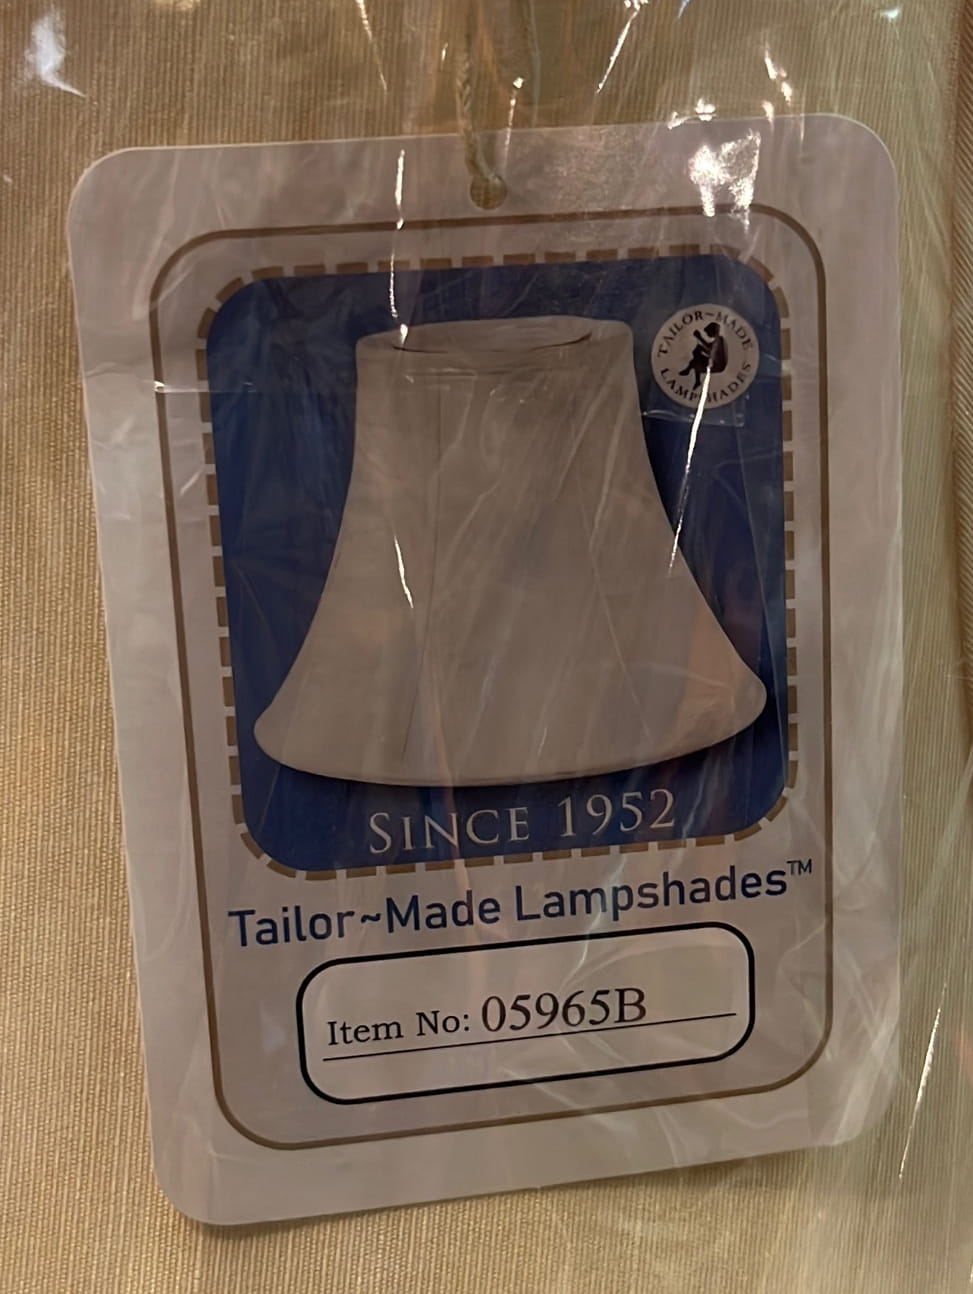 TAILOR~MADE
LAMPSHADES
SINCE 1952
Tailor~Made Lampshades™
Item No: 05965B